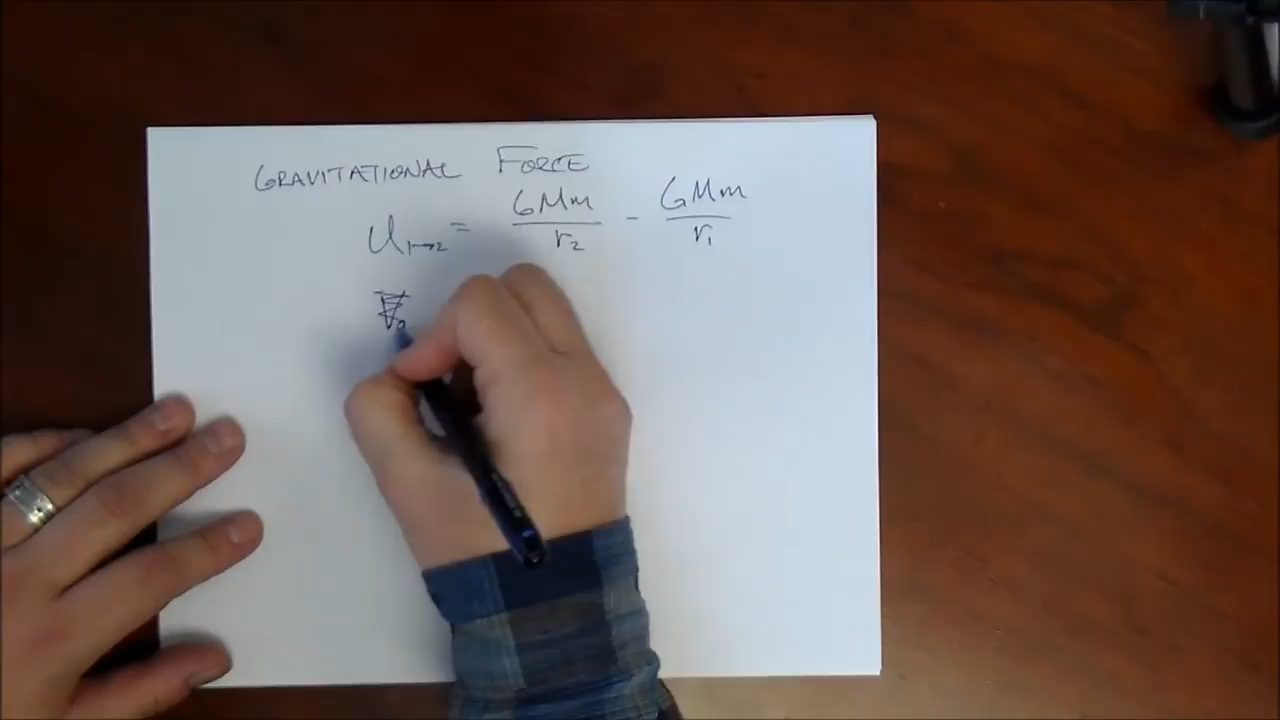 GRAVITATIONAL FORCE
U₁→₂ = GMm/r₂ - GMm/r₁